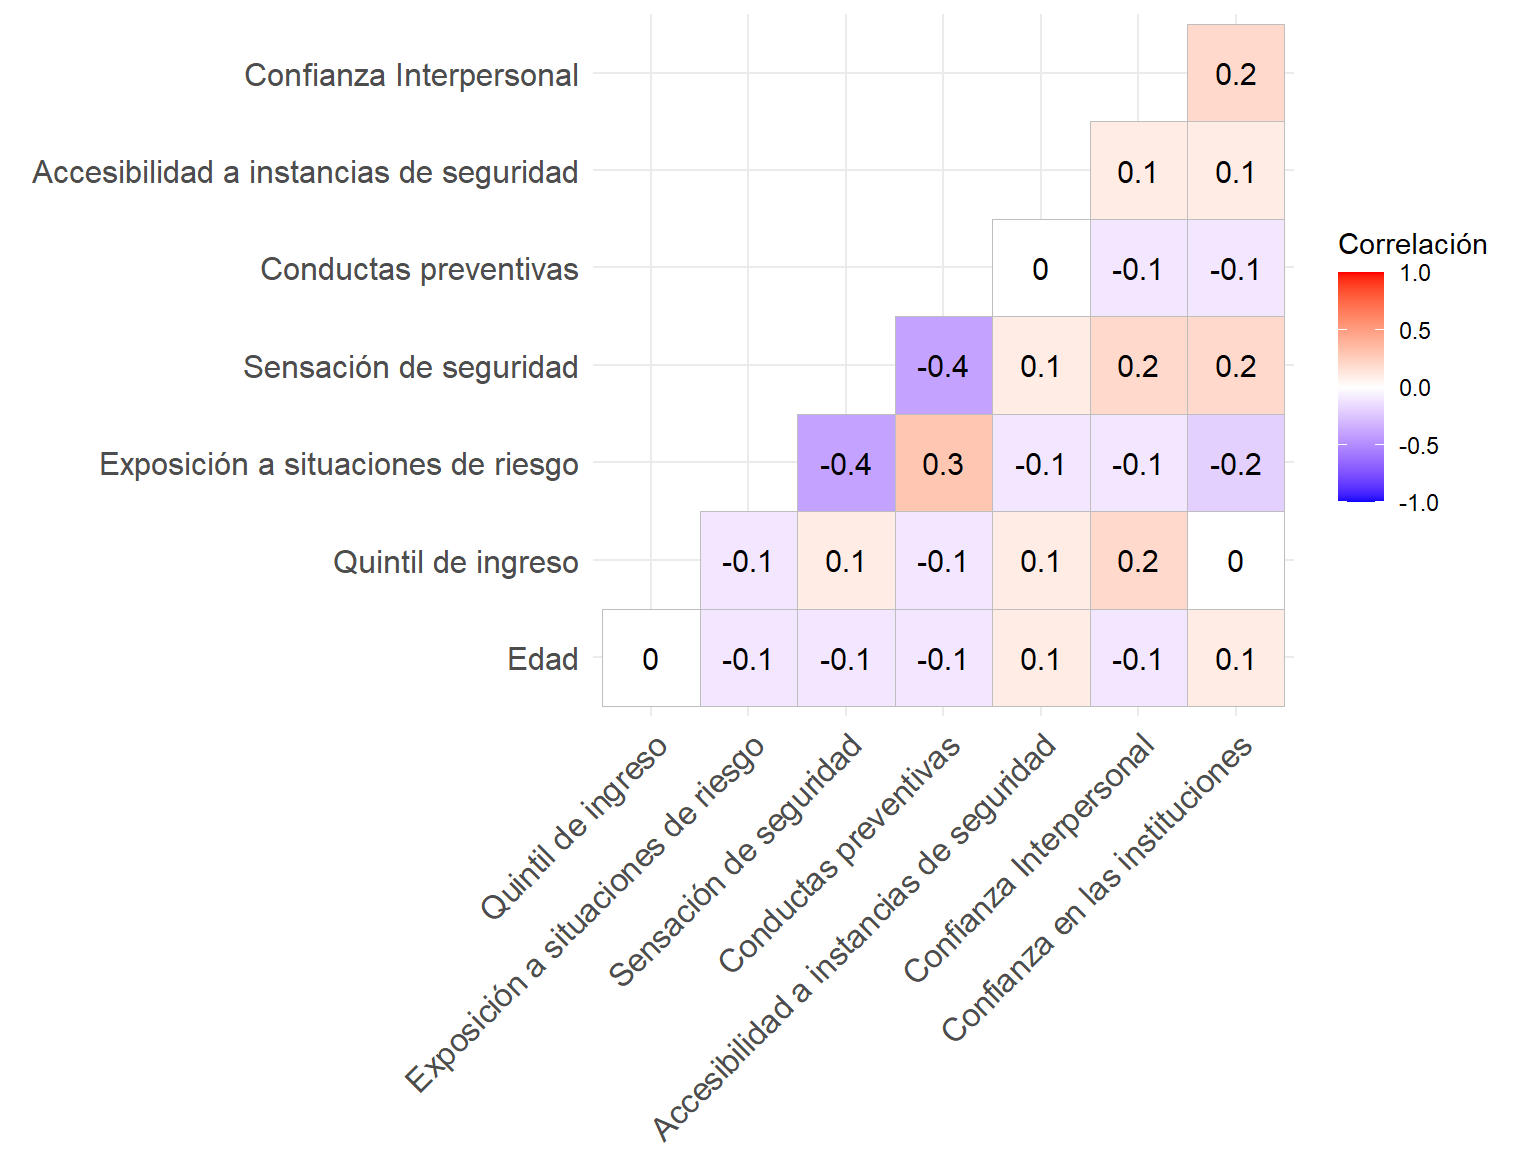 Confianza Interpersonal 0.2
Accesibilidad a instancias de seguridad 0.1 0.1
Conductas preventivas 0 -0.1 -0.1
Sensación de seguridad -0.4 0.1 0.2 0.2
Exposición a situaciones de riesgo -0.4 0.3 -0.1 -0.1 -0.2
Quintil de ingreso -0.1 0.1 -0.1 0.1 0.2 0
Edad 0 -0.1 -0.1 -0.1 0.1 -0.1 0.1
Quintil de ingreso
Exposición a situaciones de riesgo
Sensación de seguridad
Conductas preventivas
Accesibilidad a instancias de seguridad
Confianza Interpersonal
Confianza en las instituciones
Correlación
1.0
0.5
0.0
-0.5
-1.0